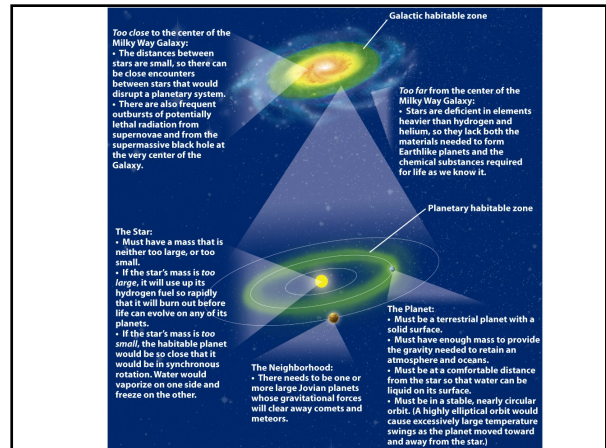 Galactic habitable zone
Too close to the center of the
Milky Way Galaxy:
• The distances between
stars are small, so there can
be close encounters
between stars that would
disrupt a planetary system.
• There are also frequent
outbursts of potentially
lethal radiation from
supernovae and from the
supermassive black hole at
the very center of the
Galaxy.
Too far from the center of the
Milky Way Galaxy:
• Stars are deficient in elements
heavier than hydrogen and
helium, so they lack both the
materials needed to form
Earthlike planets and the
chemical substances required
for life as we know it.
Planetary habitable zone
The Star:
• Must have a mass that is
neither too large, or too
small.
• If the star's mass is too
large, it will use up its
hydrogen fuel so rapidly
that it will burn out before
life can evolve on any of its
planets.
• If the star's mass is too
small, the habitable planet
would be so close that it
would be in synchronous
rotation. Water would
vaporize on one side and
freeze on the other.
The Neighborhood:
• There needs to be one or
more large Jovian planets
whose gravitational forces
will clear away comets and
meteors.
The Planet:
• Must be a terrestrial planet with a
solid surface.
• Must have enough mass to provide
the gravity needed to retain an
atmosphere and oceans.
• Must be at a comfortable distance
from the star so that water can be
liquid on its surface.
• Must be in a stable, nearly circular
orbit. (A highly elliptical orbit would
cause excessively large temperature
swings as the planet moved toward
and away from the star.)